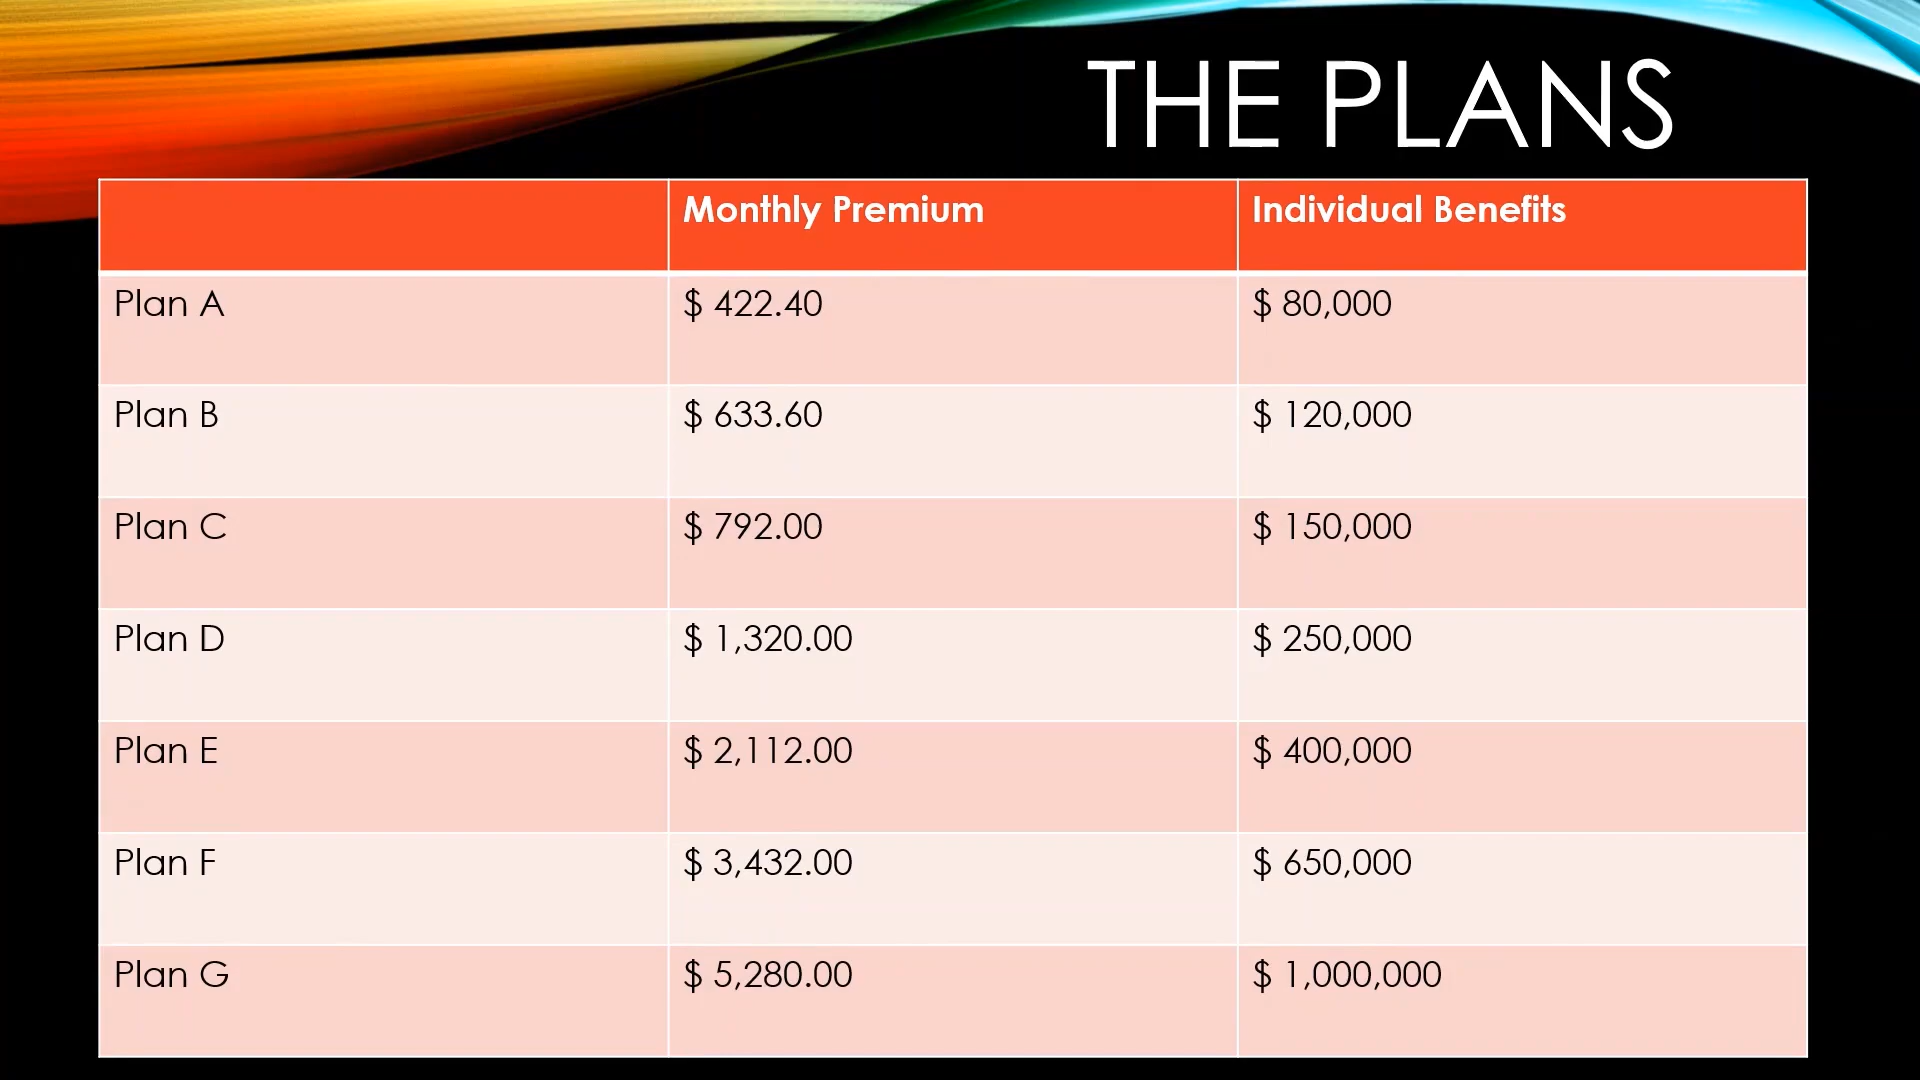 THE PLANS
Monthly Premium Individual Benefits
Plan A $ 422.40 $ 80,000
Plan B $ 633.60 $ 120,000
Plan C $ 792.00 $ 150,000
Plan D $ 1,320.00 $ 250,000
Plan E $ 2,112.00 $ 400,000
Plan F $ 3,432.00 $ 650,000
Plan G $ 5,280.00 $ 1,000,000